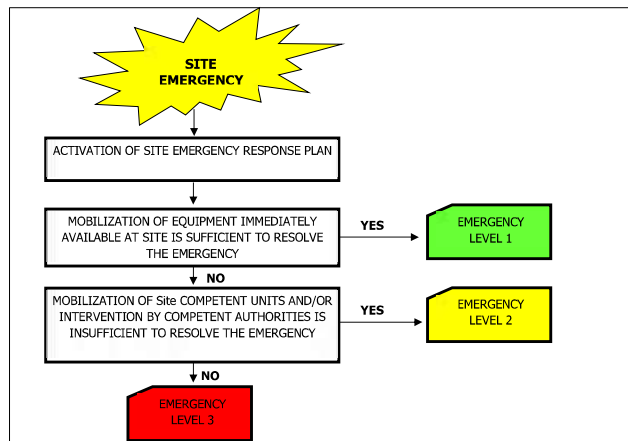 SITE
EMERGENCY
ACTIVATION OF SITE EMERGENCY RESPONSE PLAN
MOBILIZATION OF EQUIPMENT IMMEDIATELY
AVAILABLE AT SITE IS SUFFICIENT TO RESOLVE
THE EMERGENCY
YES
EMERGENCY
LEVEL 1
NO
MOBILIZATION OF Site COMPETENT UNITS AND/OR
INTERVENTION BY COMPETENT AUTHORITIES IS
INSUFFICIENT TO RESOLVE THE EMERGENCY
YES
EMERGENCY
LEVEL 2
NO
EMERGENCY
LEVEL 3